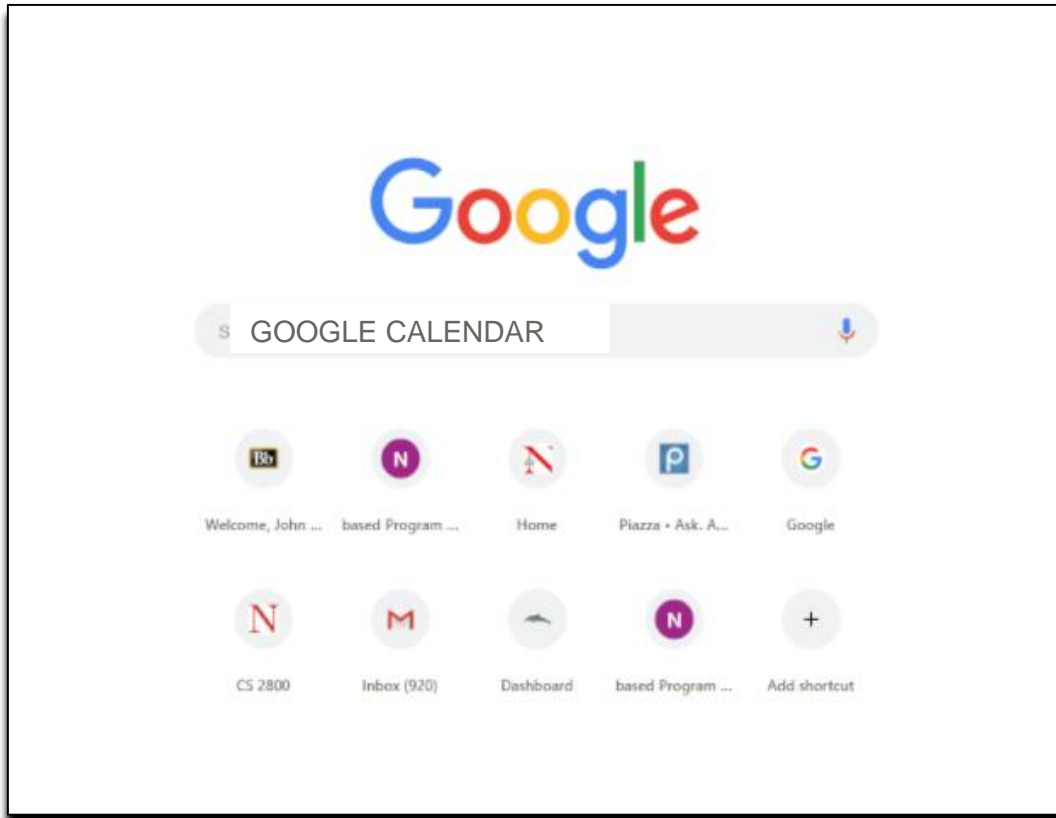 Google
S GOOGLE CALENDAR
Bb N N P G
Welcome, John ... based Program ... Home Piazza • Ask. A... Google
N M N +
CS 2800 Inbox (920) Dashboard based Program ... Add shortcut